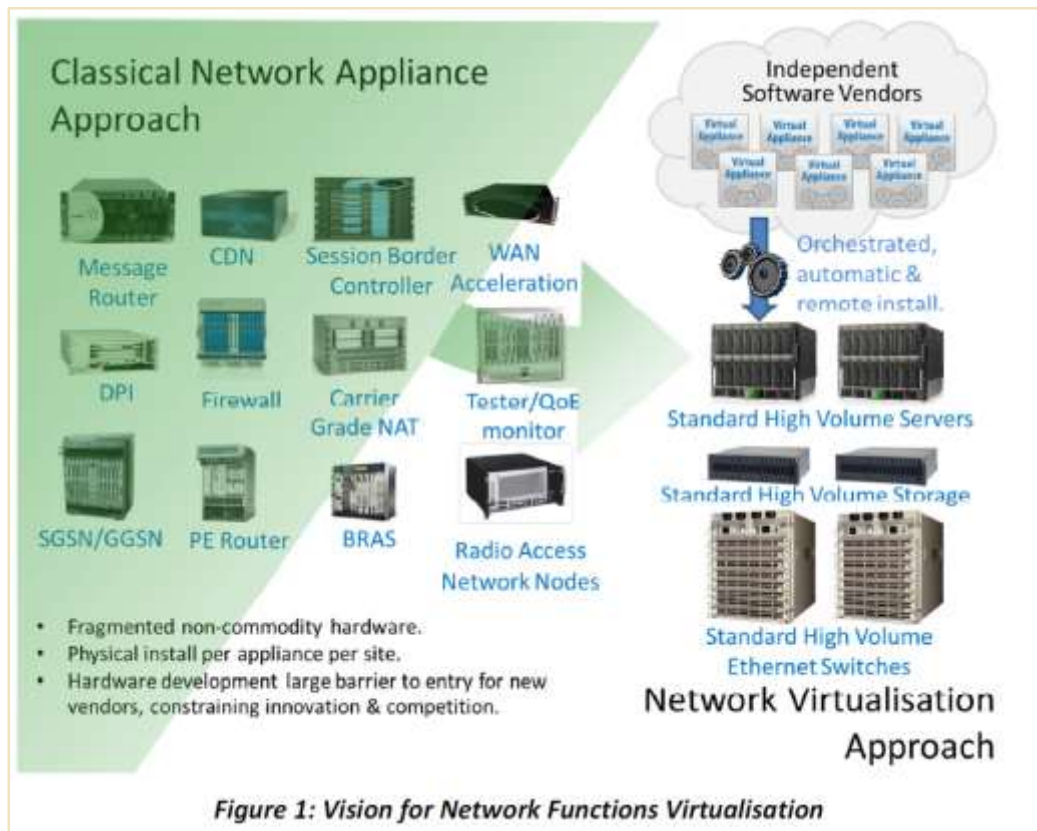 Classical Network Appliance
Approach
Message
Router
CDN
Session Border
Controller
WAN
Acceleration
DPI
Firewall
Carrier
Grade NAT
Tester/QoE
monitor
SGSN/GGSN
PE Router
BRAS
Radio Access
Network Nodes
• Fragmented non-commodity hardware.
• Physical install per appliance per site.
• Hardware development large barrier to entry for new
vendors, constraining innovation & competition.
Independent
Software Vendors
Virtual
Appliance
Virtual
Appliance
Virtual
Appliance
Virtual
Appliance
Virtual
Appliance
Virtual
Appliance
Virtual
Appliance
Orchestrated,
automatic &
remote install.
Standard High Volume Servers
Standard High Volume Storage
Standard High Volume
Ethernet Switches
Network Virtualisation
Approach
Figure 1: Vision for Network Functions Virtualisation